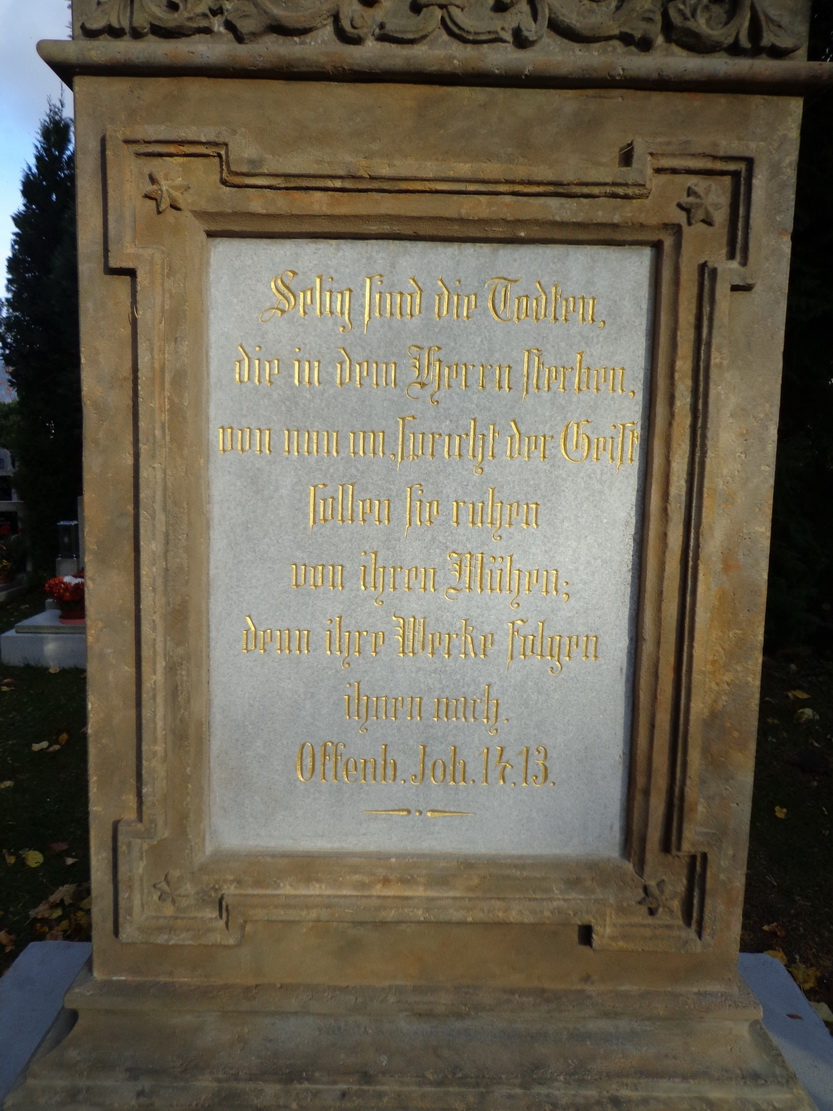 Selig sind die Todten,
die in dem Herrn sterben,
von nun an, spricht der Geist
sollen sie ruhen
von ihren Mühen;
denn ihre Werke folgen
ihnen nach.
Offenb. Joh. 14. 13